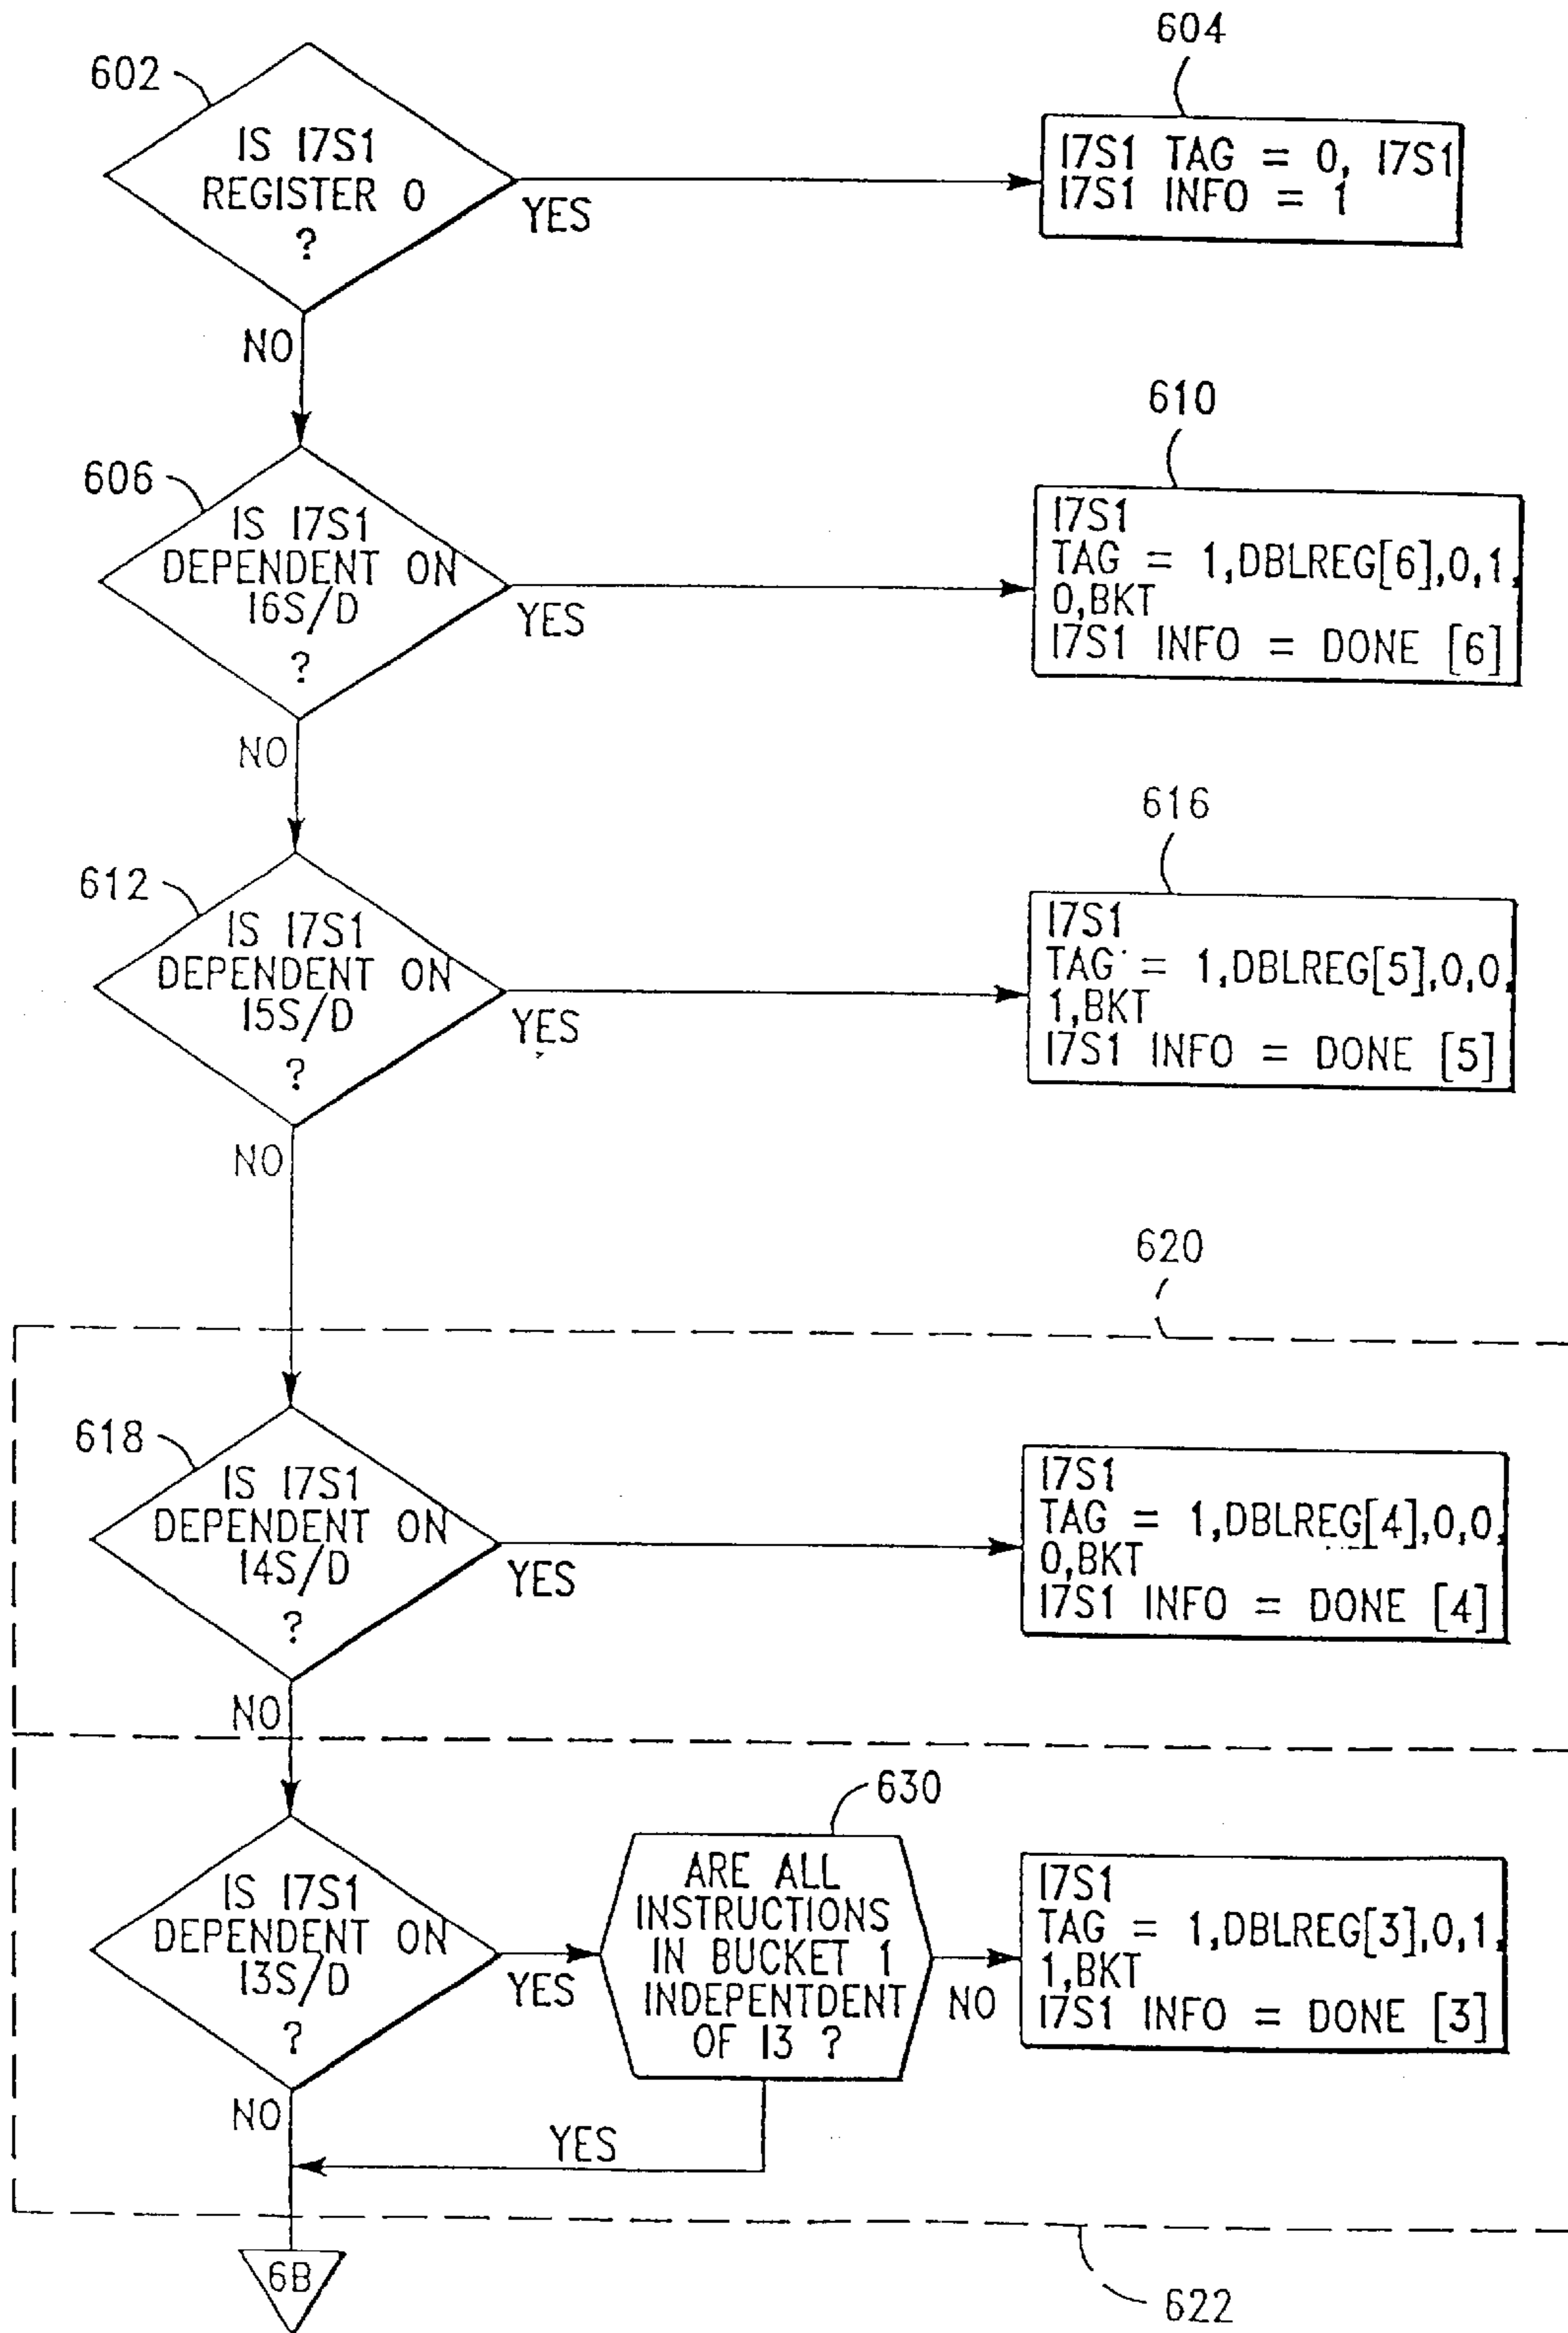 604
602
IS I7S1
REGISTER 0
?
YES
I7S1 TAG = 0, I7S1
I7S1 INFO = 1
NO
610
606
IS I7S1
DEPENDENT ON
I6S/D
?
YES
I7S1
TAG = 1,DBLREG[6],0,1,
0,BKT
I7S1 INFO = DONE [6]
NO
616
612
IS I7S1
DEPENDENT ON
I5S/D
?
YES
I7S1
TAG = 1,DBLREG[5],0,0,
1,BKT
I7S1 INFO = DONE [5]
NO
620
618
IS I7S1
DEPENDENT ON
I4S/D
?
YES
I7S1
TAG = 1,DBLREG[4],0,0,
0,BKT
I7S1 INFO = DONE [4]
NO
630
IS I7S1
DEPENDENT ON
I3S/D
?
YES
ARE ALL
INSTRUCTIONS
IN BUCKET 1
INDEPENTDENT
OF I3 ?
NO
I7S1
TAG = 1,DBLREG[3],0,1,
1,BKT
I7S1 INFO = DONE [3]
NO
YES
6B
622